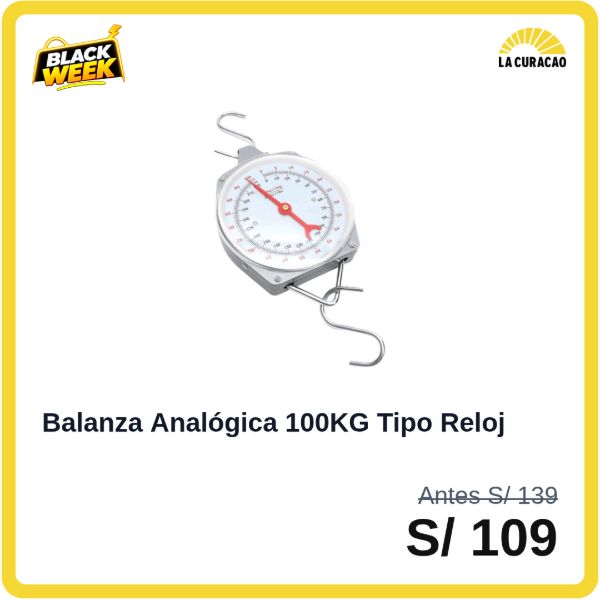 BLACK
WEEK
LA CURACAO
Balanza Analógica 100KG Tipo Reloj
Antes S/ 139
S/ 109